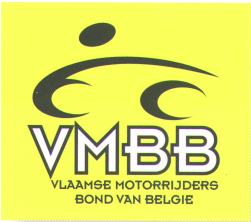 VMBB
VLAAMSE MOTORRIJDERS
BOND VAN BELGIE